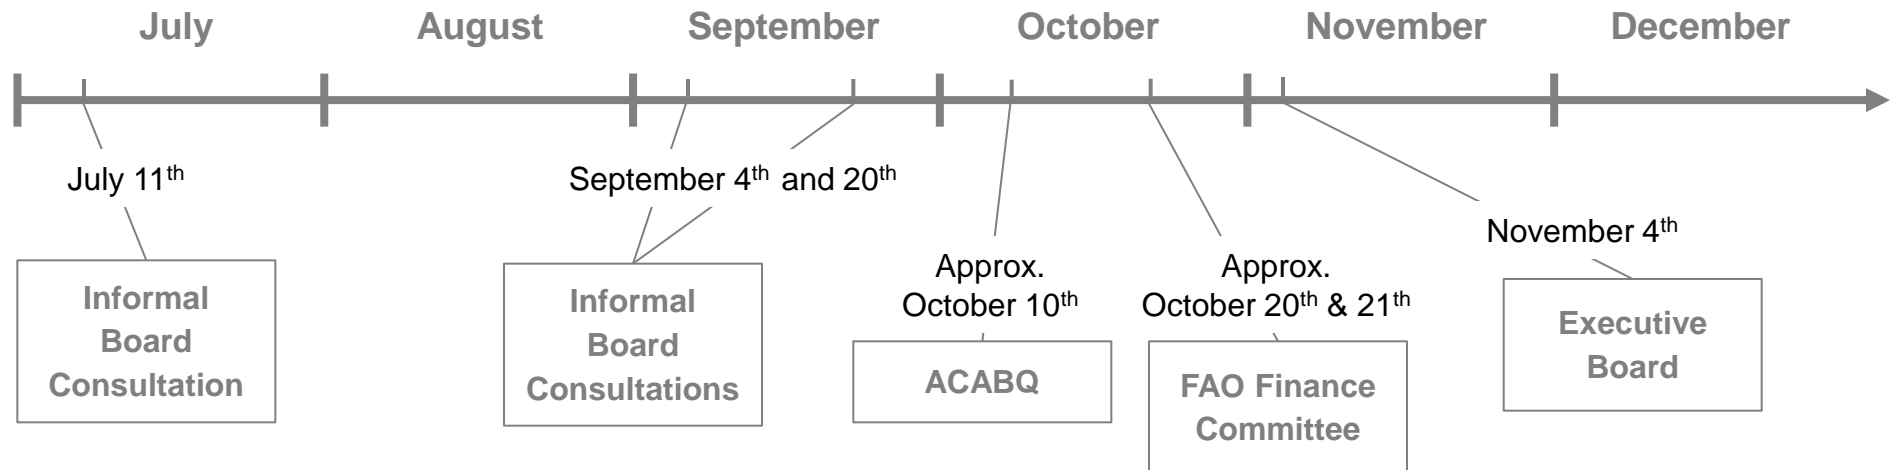 July August September October November December
July 11th
September 4th and 20th
November 4th
Approx.
October 10th
Approx.
October 20th & 21th
Informal
Board
Consultation
Informal
Board
Consultations
ACABQ
FAO Finance
Committee
Executive
Board